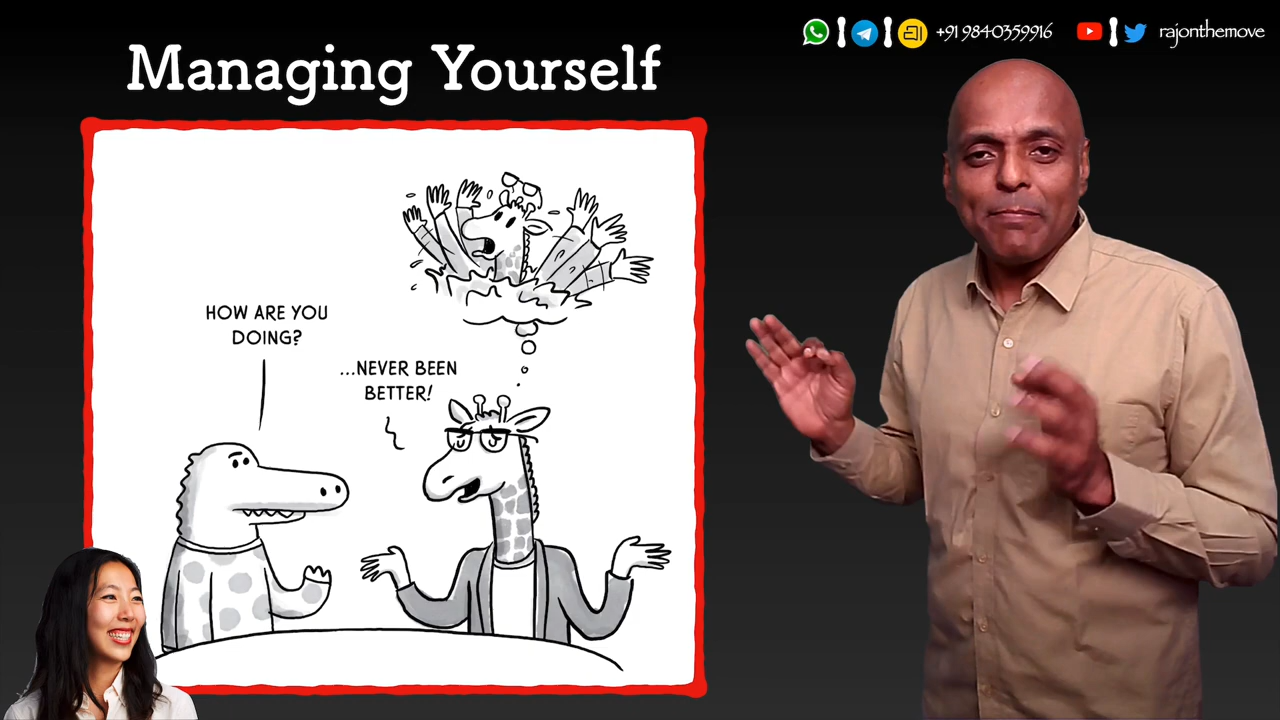 +91 9840359916 rajonthemove
Managing Yourself
HOW ARE YOU
DOING?
...NEVER BEEN
BETTER!